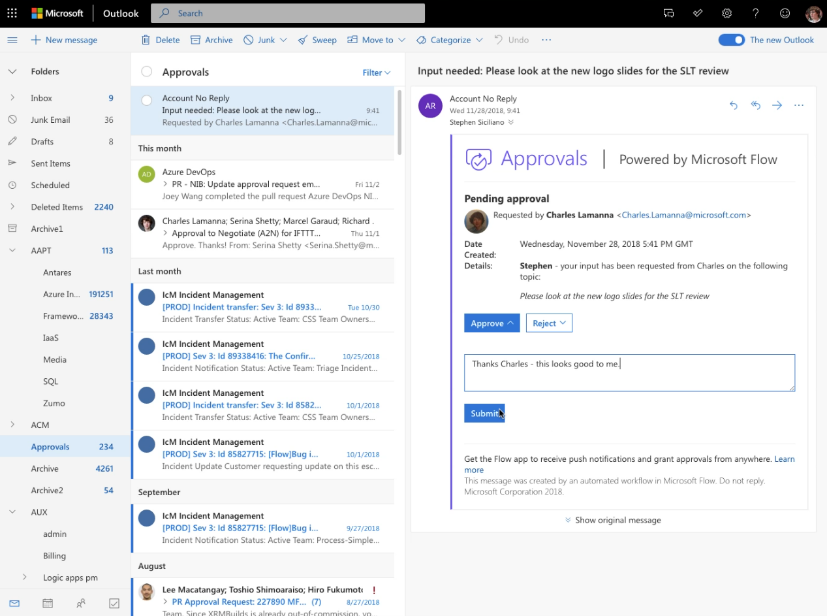 Microsoft
Outlook
Search
New message
Delete
Archive
Junk
Sweep
Move to
Categorize
Undo
The new Outlook
Folders
Inbox 9
Junk Email 36
Drafts 8
Sent Items
Scheduled
Deleted Items 2240
Archive1
AAPT 113
Antares
Azure In... 191251
Framewo... 28343
IaaS
Media
SQL
Zumo
ACM
Approvals 234
Archive 4261
Archive2 54
AUX
admin
Billing
Logic apps pm
Approvals
Filter
Account No Reply
Input needed: Please look at the new log... 9:41
Requested by Charles Lamanna <Charles.Lamanna@mic...
This month
AD
Azure DevOps
> PR - NIB: Update approval request em... Fri 11/2
Joey Wang completed the pull request Azure DevOps NI...
Charles Lamanna; Serina Shetty; Marcel Garaud; Richard .
> Approval to Negotiate (A2N) for IFTTT... Thu 11/1
Approve. Thanks! From: Serina Shetty <Serina.Shetty@m...
Last month
IcM Incident Management
[PROD] Incident transfer: Sev 3: Id 8933... Tue 10/30
Incident Transfer Status: Active Team: CSS Team Owners...
IcM Incident Management
[PROD] Sev 3: Id 89338416: The Confir... 10/25/2018
Incident Notification Status: Active Team: Triage Incident...
IcM Incident Management
[PROD] Incident transfer: Sev 3: Id 8582... 10/1/2018
Incident Transfer Status: Active Team: CSS Team Owners...
IcM Incident Management
[PROD] Sev 3: Id 85827715: [Flow]Bug i... 10/1/2018
Incident Update Customer requesting update on this esc...
September
IcM Incident Management
[PROD] Sev 3: Id 85827715: [Flow]Bug i... 9/27/2018
Incident Notification Status: Active Team: Process-Simple...
August
Lee Macatangay; Toshio Shimoaraiso; Hiro Fukumoto !
> PR Approval Request: 227890 MF... (7) 8/27/2018
Team, Since XRMBuilds is already out-of-commission, yo
Input needed: Please look at the new logo slides for the SLT review
AR
Account No Reply
Wed 11/28/2018, 9:41
Stephen Siciliano
Approvals | Powered by Microsoft Flow
Pending approval
Requested by Charles Lamanna <Charles.Lamanna@microsoft.com>
Date Created: Wednesday, November 28, 2018 5:41 PM GMT
Details: Stephen - your input has been requested from Charles on the following
topic:
Please look at the new logo slides for the SLT review
Approve
Reject
Thanks Charles - this looks good to me.
Submit
Get the Flow app to receive push notifications and grant approvals from anywhere. Learn
more
This message was created by an automated workflow in Microsoft Flow. Do not reply.
Microsoft Corporation 2018.
Show original message